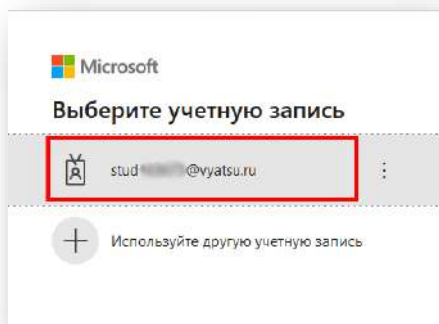 Microsoft
Выберите учетную запись
stud @vyatsu.ru
Используйте другую учетную запись